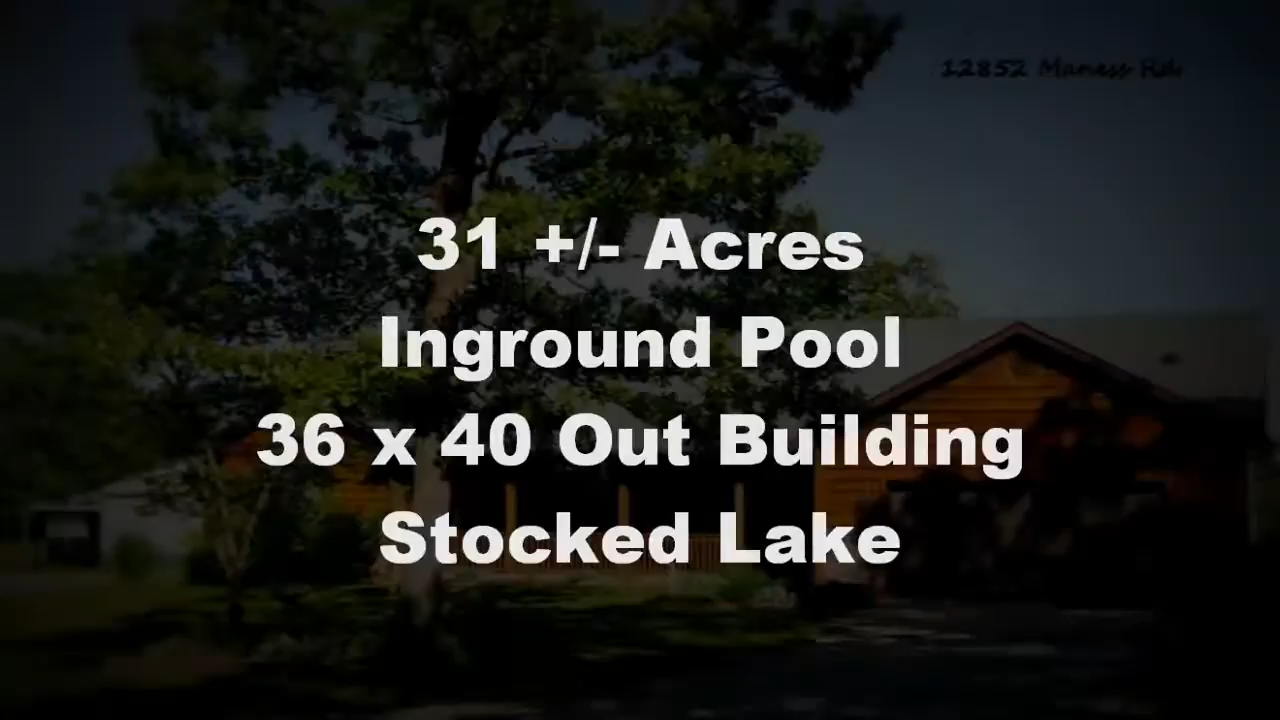 12852 Maness Rd.
31 +/- Acres
Inground Pool
36 x 40 Out Building
Stocked Lake